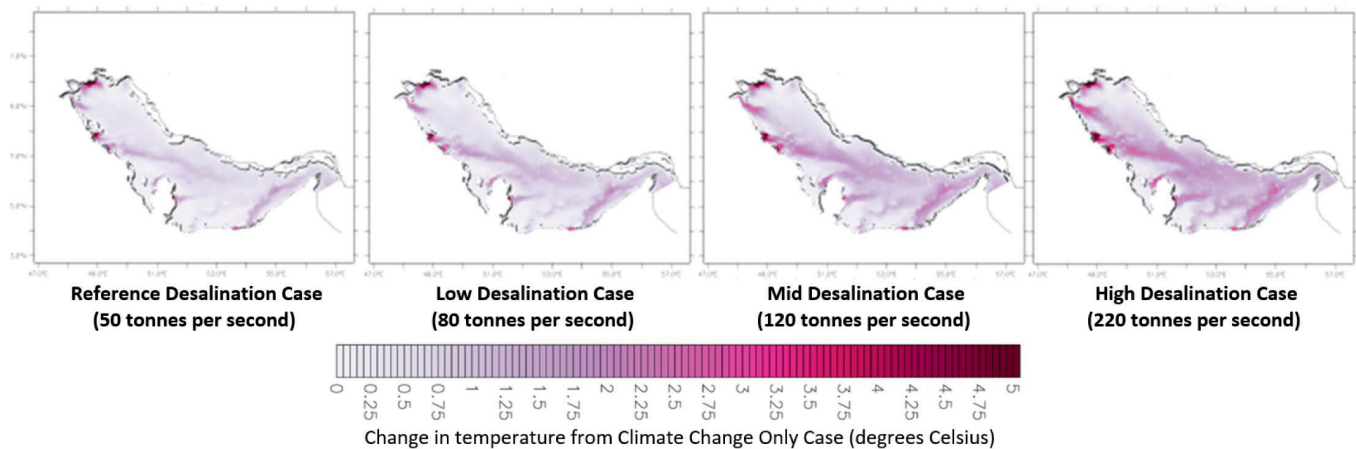 Reference Desalination Case
(50 tonnes per second)
Low Desalination Case
(80 tonnes per second)
Mid Desalination Case
(120 tonnes per second)
High Desalination Case
(220 tonnes per second)
0 0.25 0.5 0.75 1 1.25 1.5 1.75 2 2.25 2.5 2.75 3 3.25 3.5 3.75 4 4.25 4.5 4.75 5
Change in temperature from Climate Change Only Case (degrees Celsius)